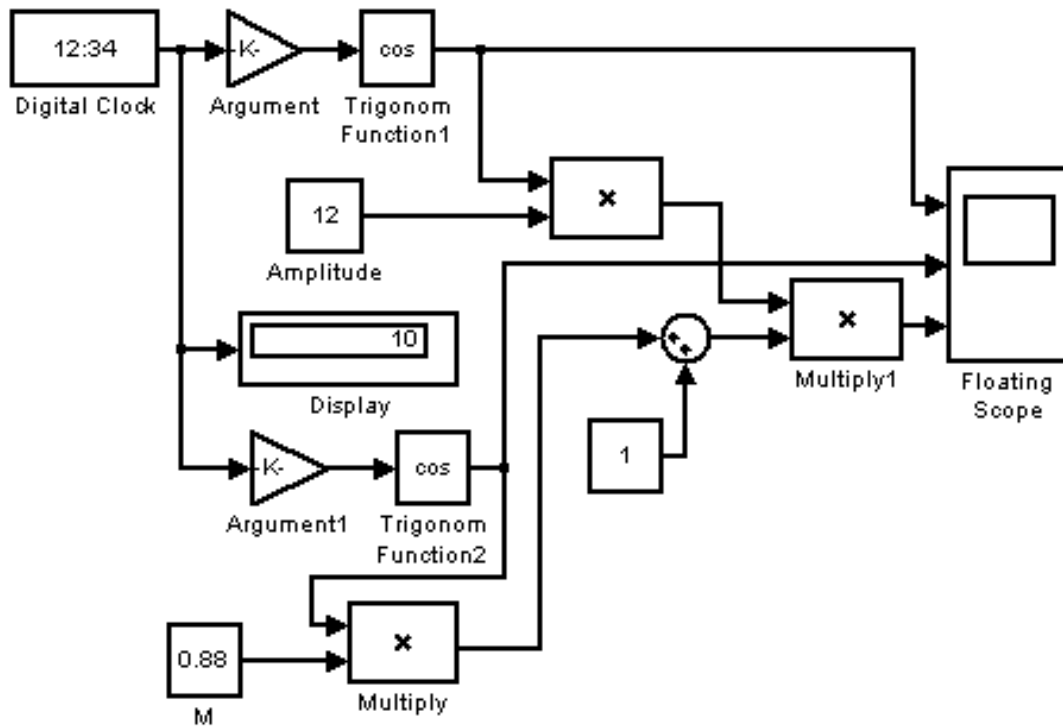 12:34
Digital Clock
-K-
Argument
cos
Trigonom
Function1
12
Amplitude
×
10
Display
×
Multiply1
Floating
Scope
1
-K-
Argument1
cos
Trigonom
Function2
0.88
M
×
Multiply